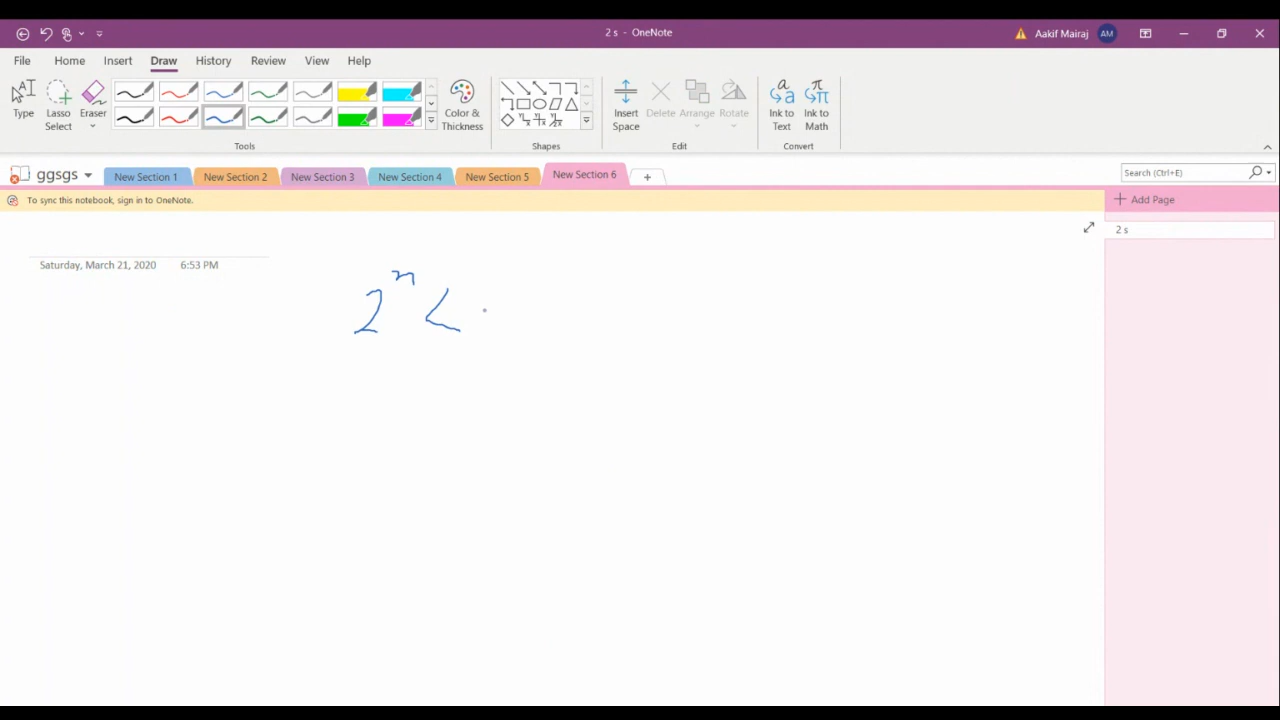 2 s - OneNote
Aakif Mairaj AM
File Home Insert Draw History Review View Help
Type Lasso Select Eraser Color & Thickness Insert Space Delete Arrange Rotate Ink to Text Ink to Math
Tools Shapes Edit Convert
ggsgs New Section 1 New Section 2 New Section 3 New Section 4 New Section 5 New Section 6 + Search (Ctrl+E)
To sync this notebook, sign in to OneNote.
Add Page
2 s
Saturday, March 21, 2020 6:53 PM
2^n <